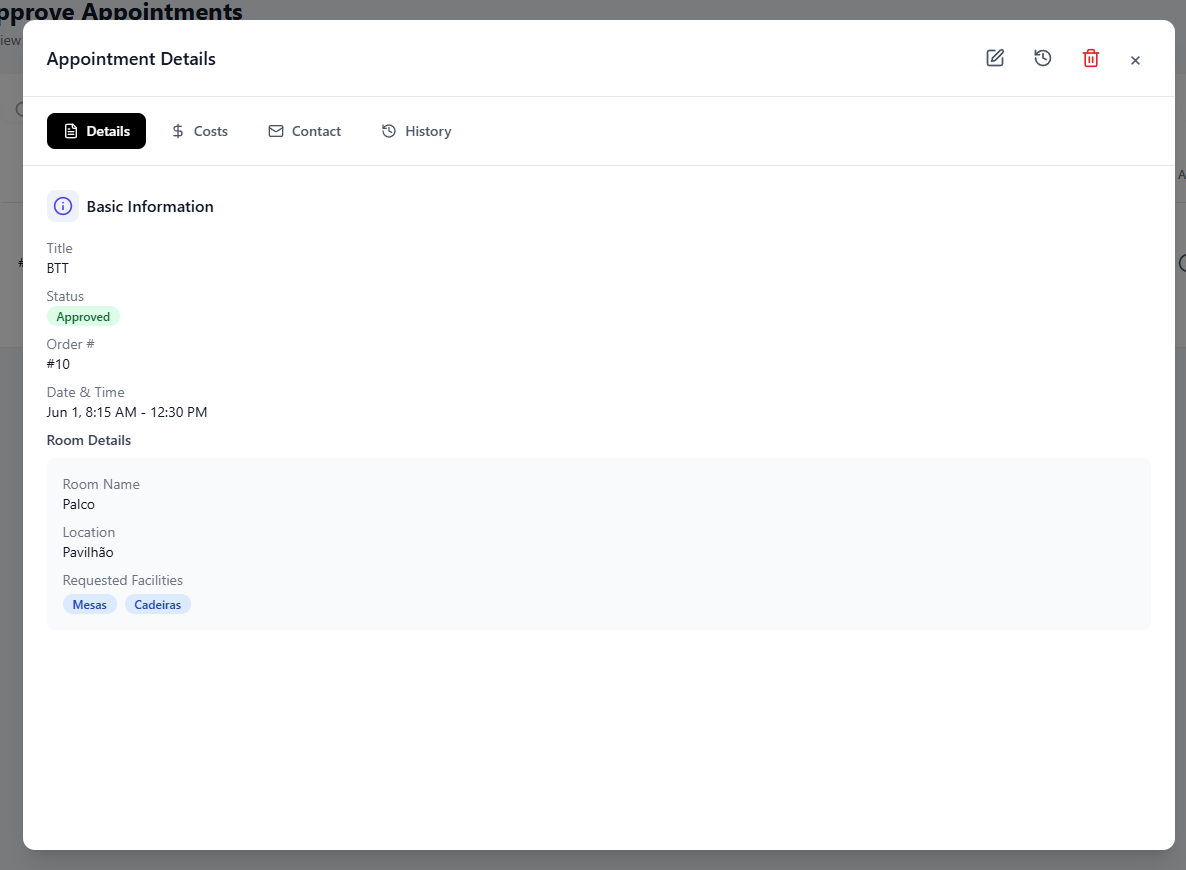 pprove Appointments
iew
Appointment Details
Details
Costs
Contact
History
Basic Information
Title
BTT
Status
Approved
Order #
#10
Date & Time
Jun 1, 8:15 AM - 12:30 PM
Room Details
Room Name
Palco
Location
Pavilhão
Requested Facilities
Mesas
Cadeiras
A
#